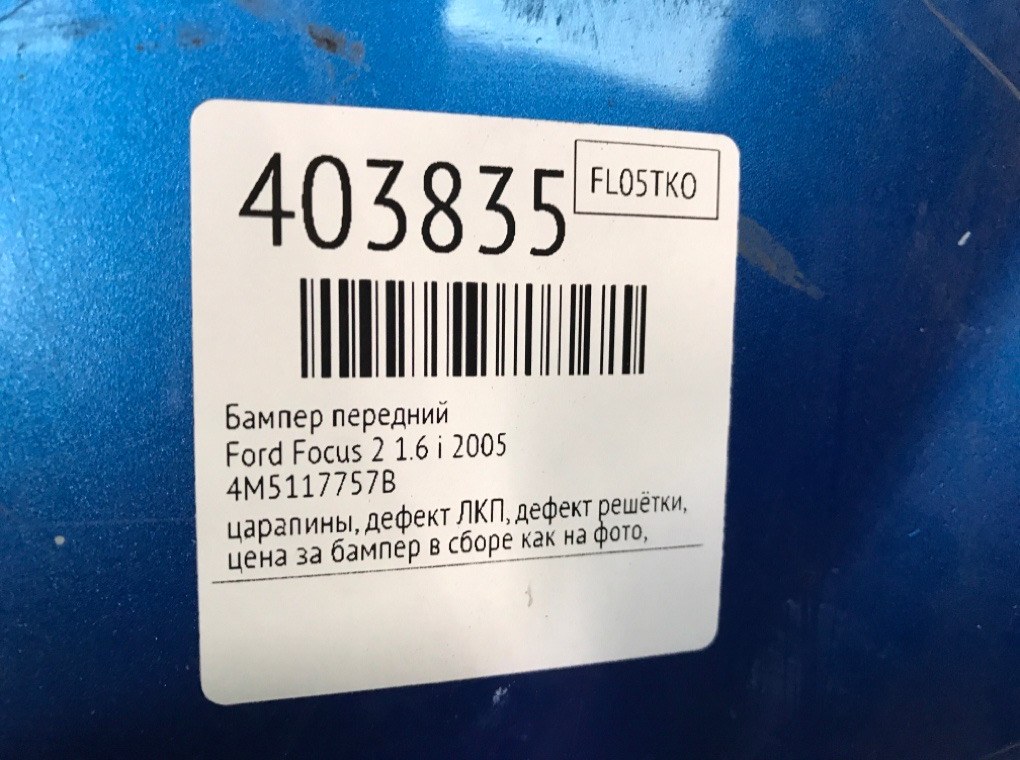 403835
FL05TKO
Бампер передний
Ford Focus 2 1.6 i 2005
4M5117757B
царапины, дефект ЛКП, дефект решётки,
цена за бампер в сборе как на фото,